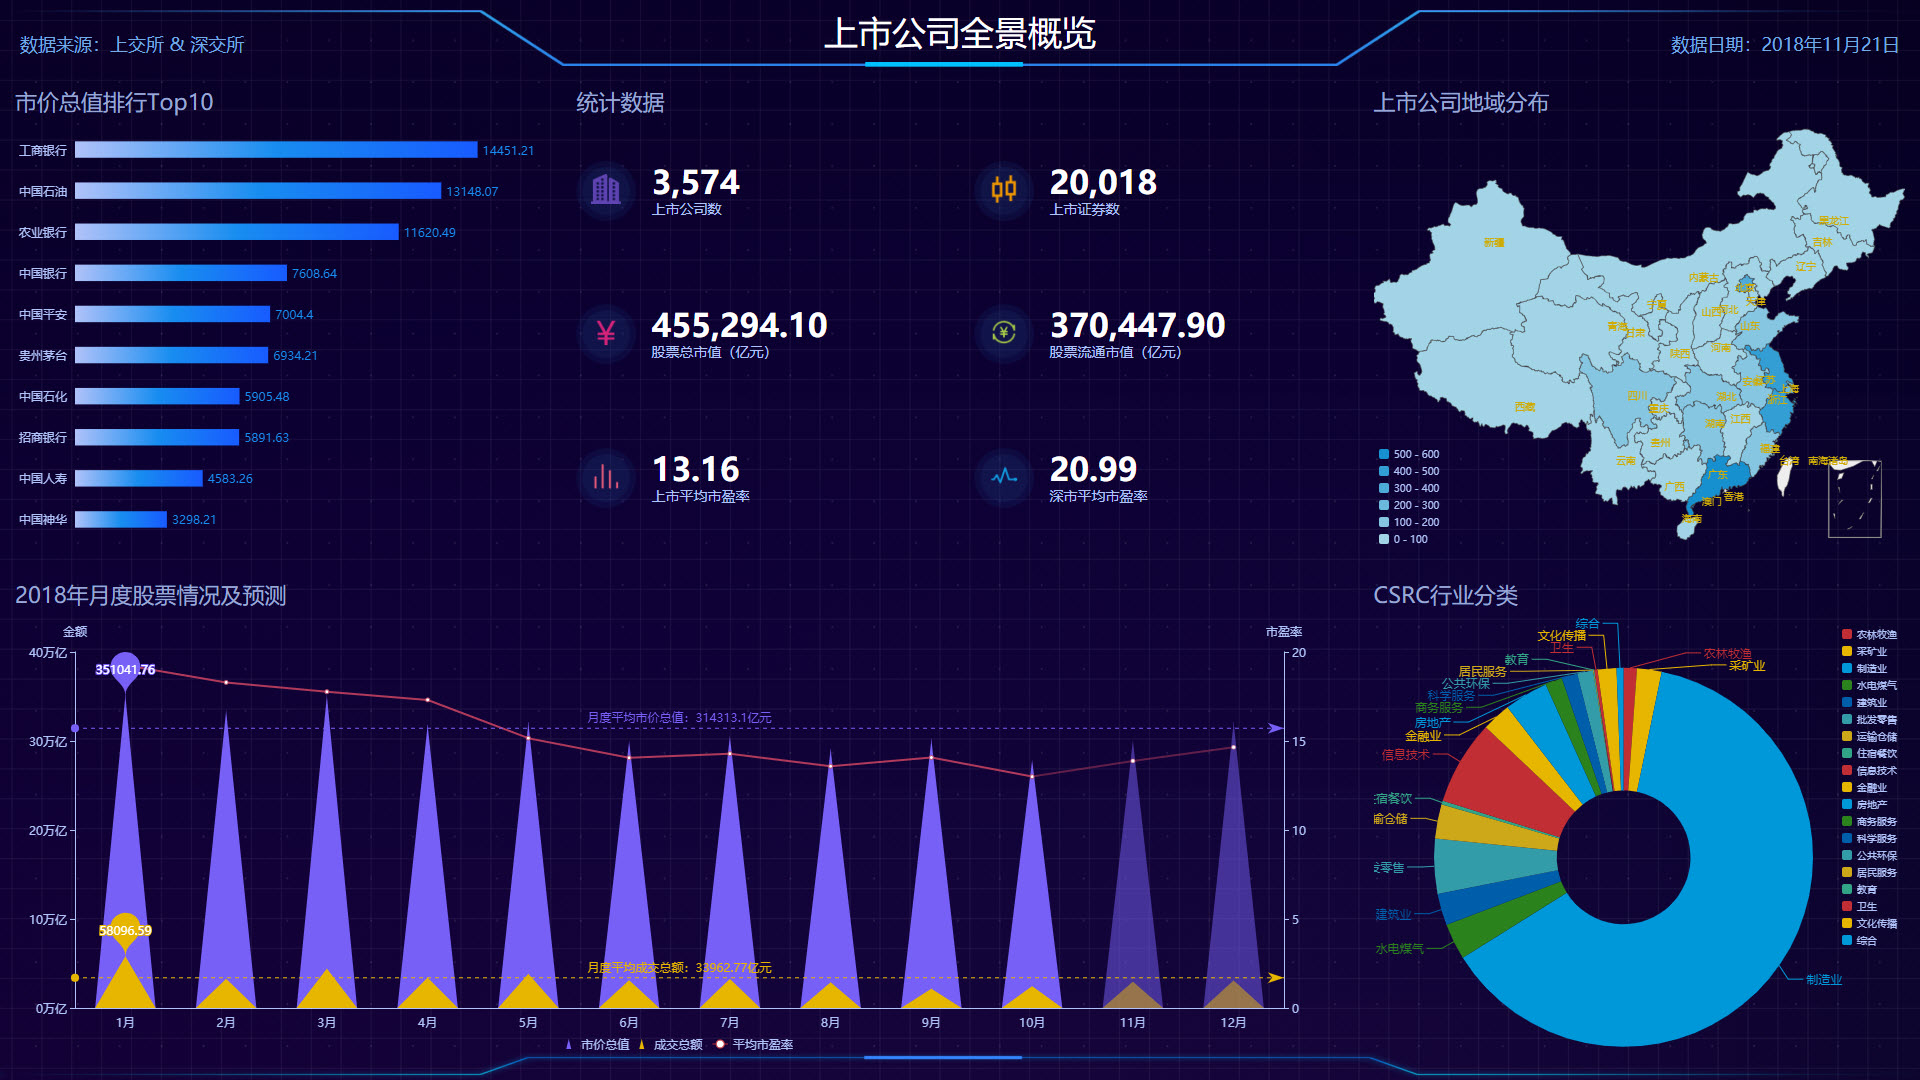 上市公司全景概览
数据来源：上交所 & 深交所
数据日期：2018年11月21日
市价总值排行Top10
工商银行 14451.21
中国石油 13148.07
农业银行 11620.49
中国银行 7608.64
中国平安 7004.4
贵州茅台 6934.21
中国石化 5905.48
招商银行 5891.63
中国人寿 4583.26
中国神华 3298.21
统计数据
3,574
上市公司数
20,018
上市证券数
¥
455,294.10
股票总市值（亿元）
¥
370,447.90
股票流通市值（亿元）
13.16
上市平均市盈率
20.99
深市平均市盈率
上市公司地域分布
黑龙江
吉林
辽宁
新疆
内蒙古
北京
天津
宁夏
山西
河北
山东
青海
甘肃
陕西
河南
安徽
江苏
上海
四川
湖北
浙江
西藏
重庆
湖南
江西
贵州
福建
云南
台湾
南海诸岛
广东
广西
香港
澳门
海南
500 - 600
400 - 500
300 - 400
200 - 300
100 - 200
0 - 100
2018年月度股票情况及预测
金额
市盈率
40万亿
30万亿
20万亿
10万亿
0万亿
20
15
10
5
0
351041.76
月度平均市价总值：314313.1亿元
58096.59
月度平均成交总额：33962.77亿元
1月 2月 3月 4月 5月 6月 7月 8月 9月 10月 11月 12月
市价总值 成交总额 平均市盈率
CSRC行业分类
综合
文化传播
卫生
教育
居民服务
公共环保
科学服务
商务服务
房地产
金融业
信息技术
宿餐饮
输仓储
发零售
建筑业
水电煤气
农林牧渔
采矿业
制造业
农林牧渔
采矿业
制造业
水电煤气
建筑业
批发零售
运输仓储
住宿餐饮
信息技术
金融业
房地产
商务服务
科学服务
公共环保
居民服务
教育
卫生
文化传播
综合